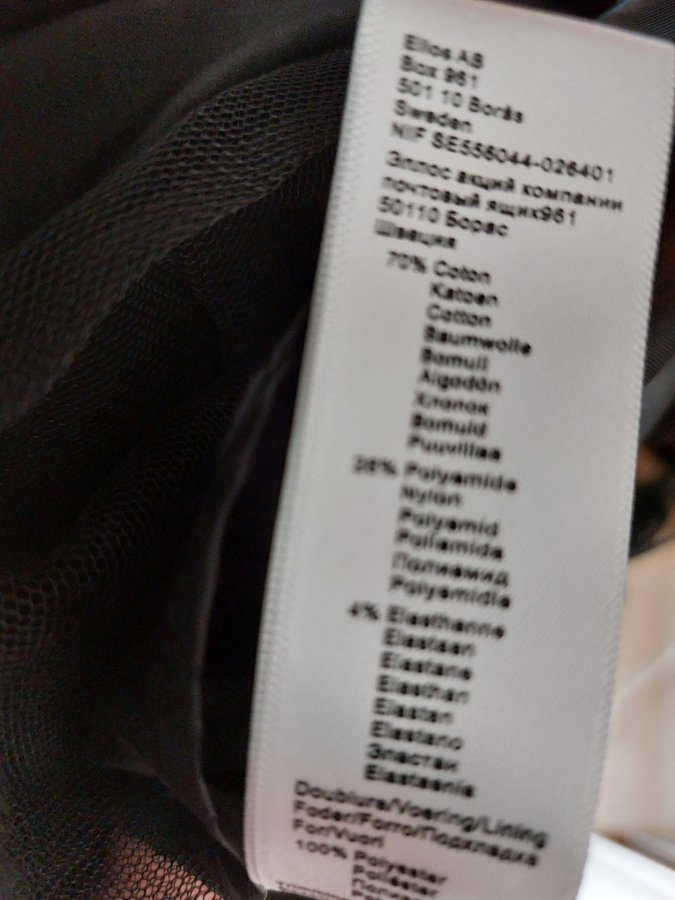 Ellos AB
Box 961
501 10 Borås
Sweden
NIF SE556044-026401
Эллос акций компании
почтовый ящик961
50110 Борас
Швеция
70% Coton
Katoen
Cotton
Baumwolle
Bomull
Algodón
Хлопок
Bomuld
Puuvillaa
26% Polyamide
Nylon
Polyamid
Poliamida
Полиамид
Polyamidia
4% Elasthanne
Elastaan
Elastane
Elasthan
Elastan
Elastano
Эластан
Elastaania
Doublure/Voering/Lining
Foder/Forro/Подкладка
For/Vuori
100% Polyester
Poliéster